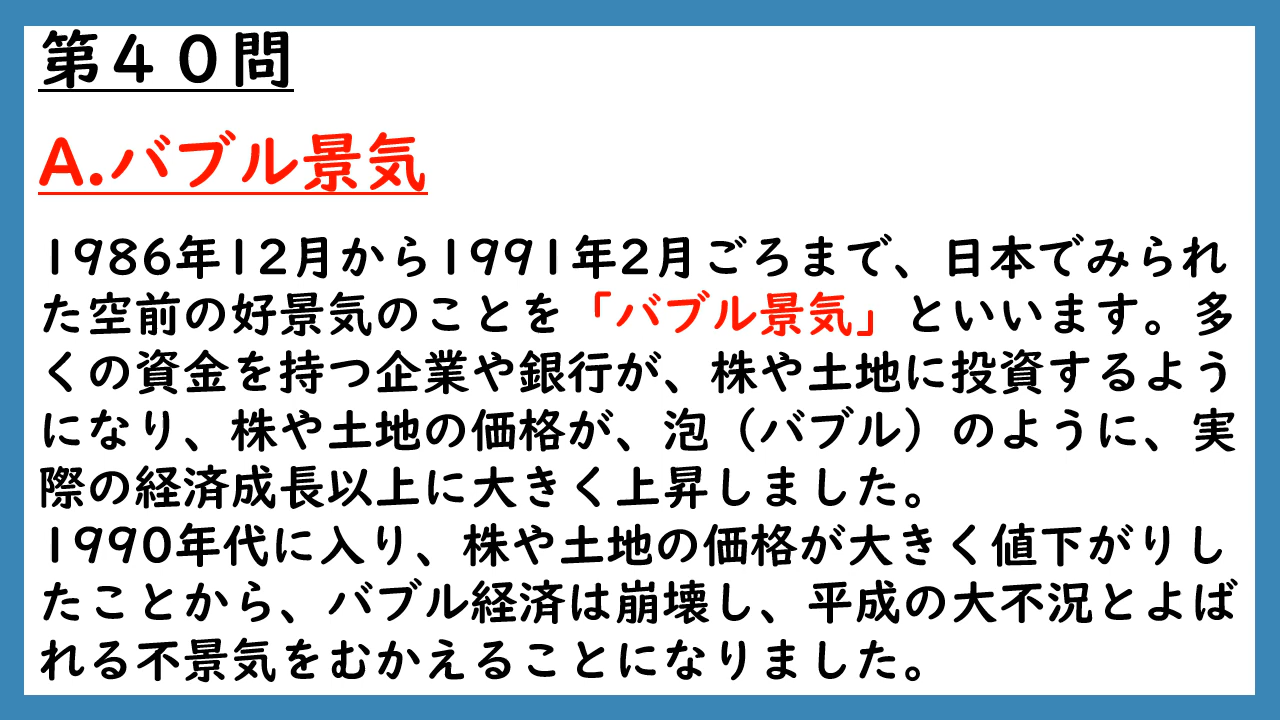 第４０問
A.バブル景気
1986年12月から1991年2月ごろまで、日本でみられ
た空前の好景気のことを「バブル景気」といいます。多
くの資金を持つ企業や銀行が、株や土地に投資するよう
になり、株や土地の価格が、泡（バブル）のように、実
際の経済成長以上に大きく上昇しました。
1990年代に入り、株や土地の価格が大きく値下がりし
たことから、バブル経済は崩壊し、平成の大不況とよば
れる不景気をむかえることになりました。